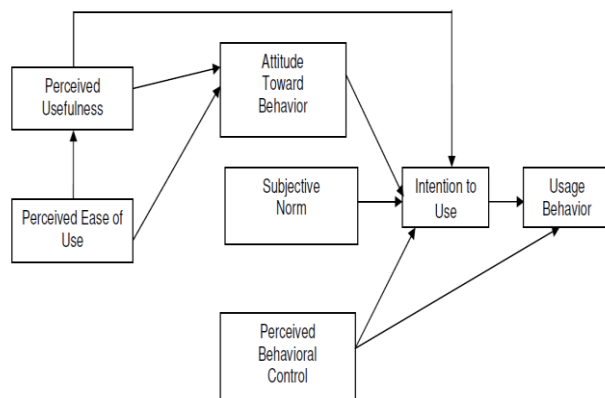 Perceived
Usefulness
Attitude
Toward
Behavior
Perceived Ease of
Use
Subjective
Norm
Intention to
Use
Usage
Behavior
Perceived
Behavioral
Control